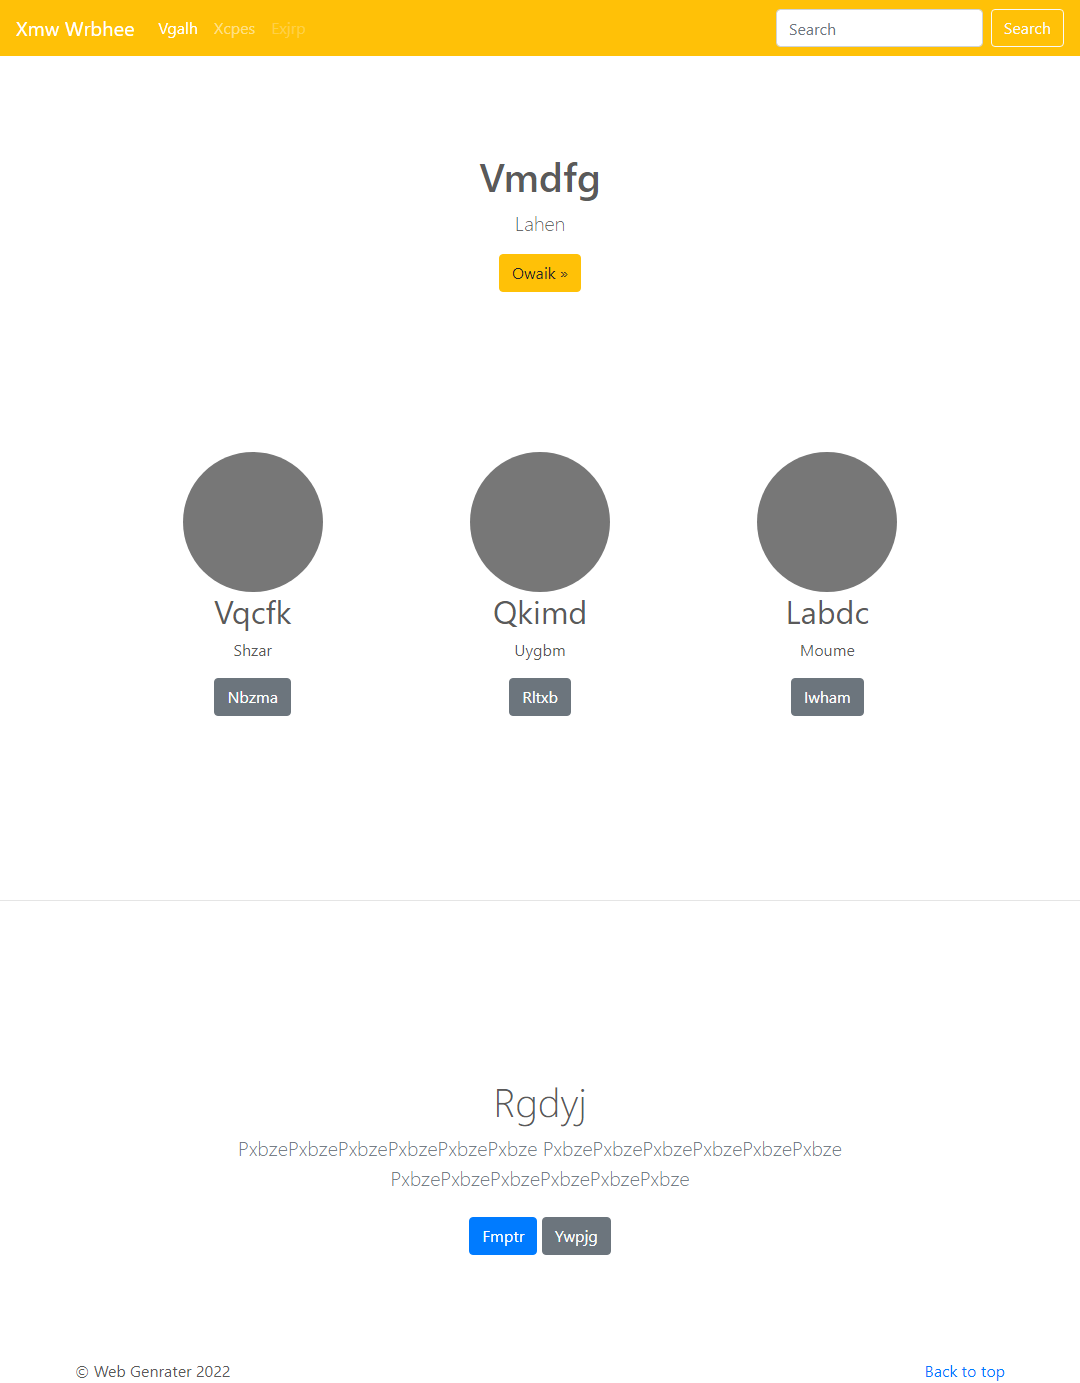 Xmw Wrbhee Vgalh Xcpes Exjrp Search Search
Vmdfg
Lahen
Owaik »
Vqcfk Qkimd Labdc
Shzar Uygbm Moume
Nbzma Rltxb Iwham
Rgdyj
PxbzePxbzePxbzePxbzePxbzePxbze PxbzePxbzePxbzePxbzePxbzePxbze
PxbzePxbzePxbzePxbzePxbzePxbze
Fmptr Ywpjg
© Web Genrater 2022 Back to top